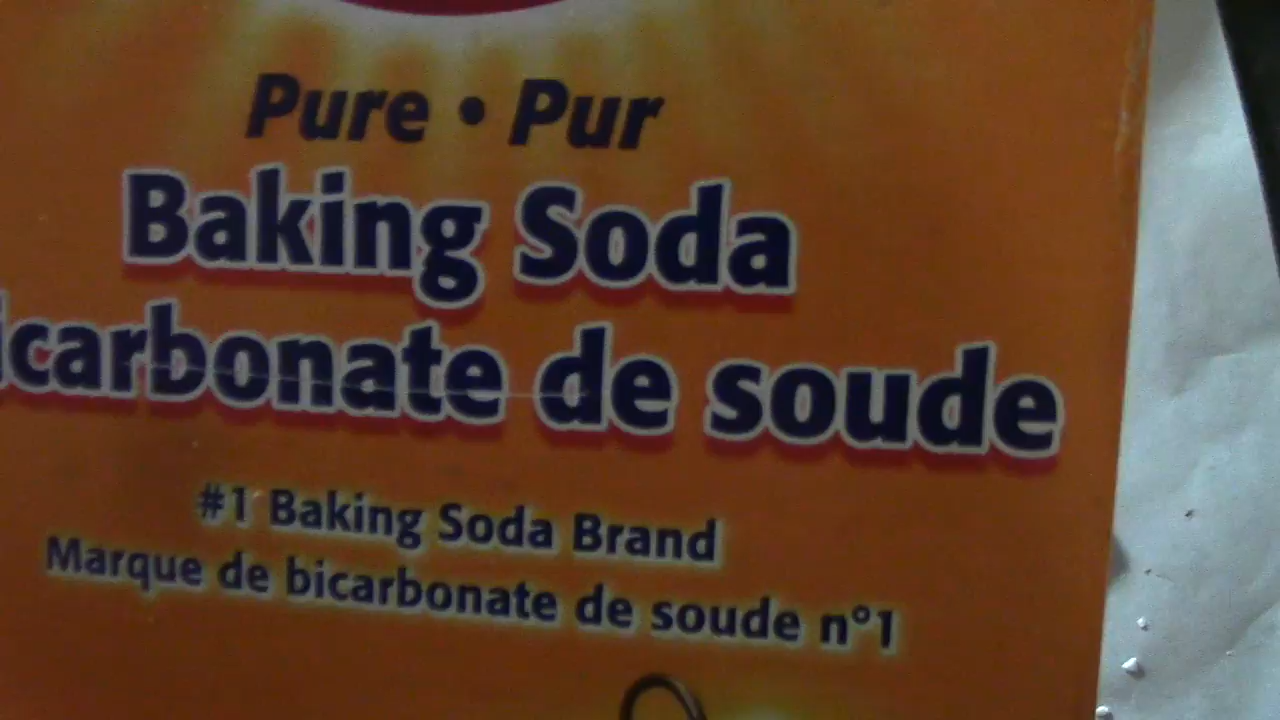 Pure • Pur
Baking Soda
icarbonate de soude
#1 Baking Soda Brand
Marque de bicarbonate de soude n°1